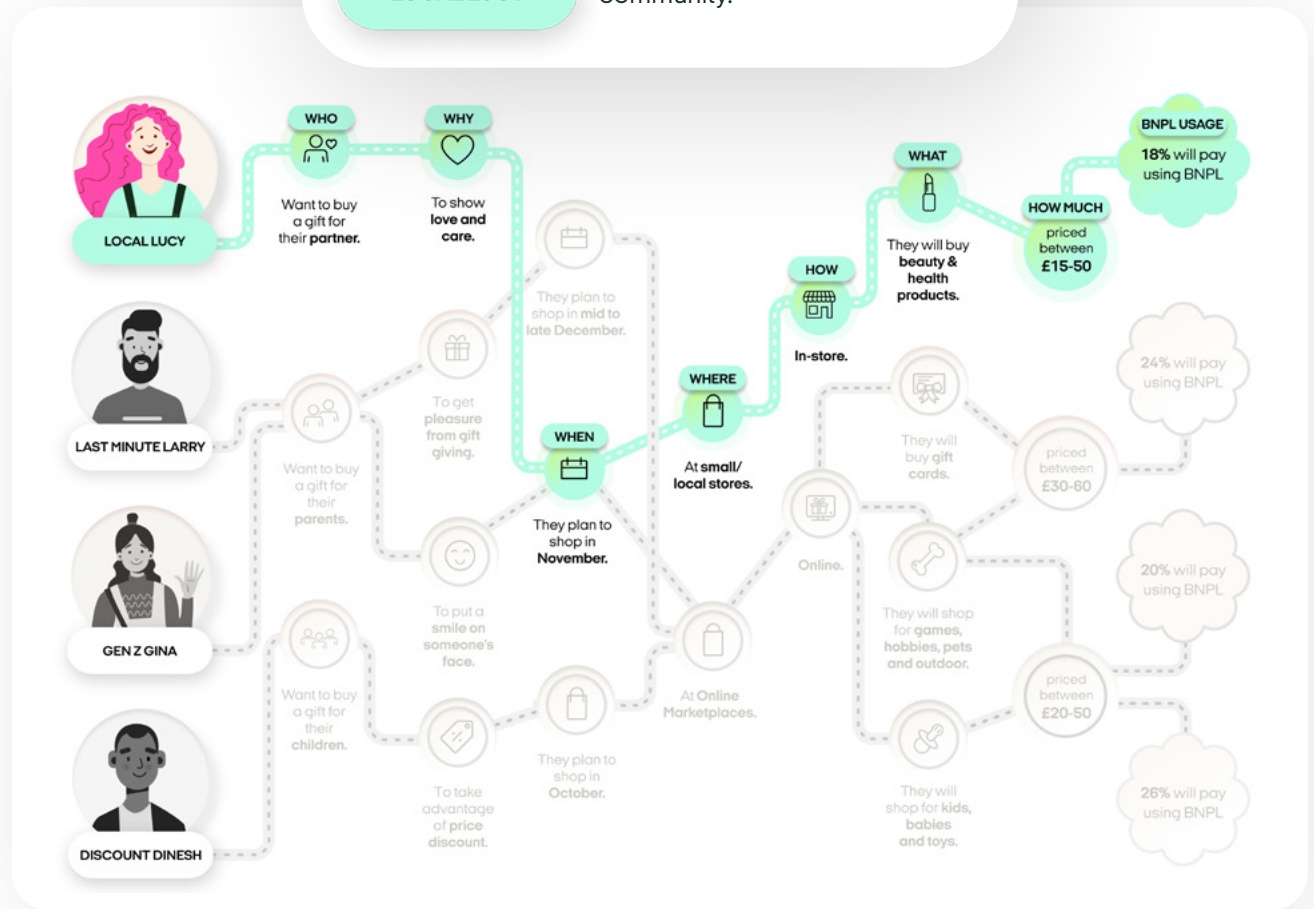 community.
WHO
WHY
BNPL USAGE
18% will pay
using BNPL
WHAT
HOW MUCH
priced
between
£15-50
Want to buy
a gift for
their partner.
To show
love and
care.
LOCAL LUCY
They will buy
beauty &
health
products.
HOW
In-store.
They plan to
shop in mid to
late December.
WHERE
At small/
local stores.
WHEN
They plan to
shop in
November.
LAST MINUTE LARRY
Want to buy
a gift for
their
parents.
To get
pleasure
from gift
giving.
They will
buy gift
cards.
priced
between
£30-60
24% will pay
using BNPL
GEN Z GINA
To put a
smile on
someone's
face.
At Online
Marketplaces.
Online.
They will shop
for games,
hobbies, pets
and outdoor.
priced
between
£20-50
20% will pay
using BNPL
DISCOUNT DINESH
Want to buy
a gift for
their
children.
To take
advantage
of price
discount.
They plan to
shop in
October.
They will
shop for kids,
babies
and toys.
26% will pay
using BNPL